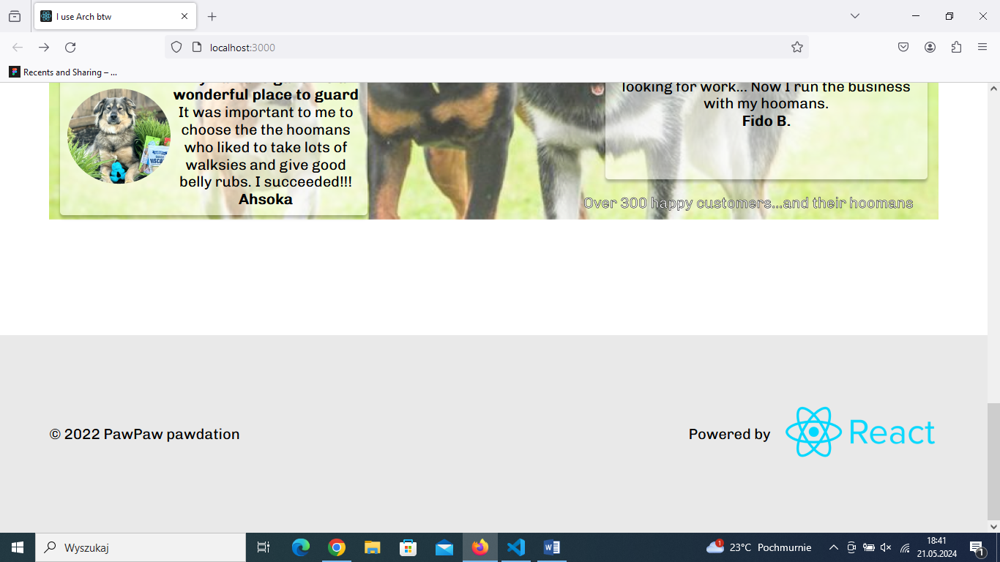 I use Arch btw
localhost:3000
Recents and Sharing – ...
wonderful place to guard
It was important to me to
choose the the hoomans
who liked to take lots of
walksies and give good
belly rubs. I succeeded!!!
Ahsoka
looking for work... Now I run the business
with my hoomans.
Fido B.
Over 300 happy customers...and their hoomans
© 2022 PawPaw pawdation
Powered by
React
Wyszukaj
1
23°C Pochmurnie
18:41
21.05.2024
1